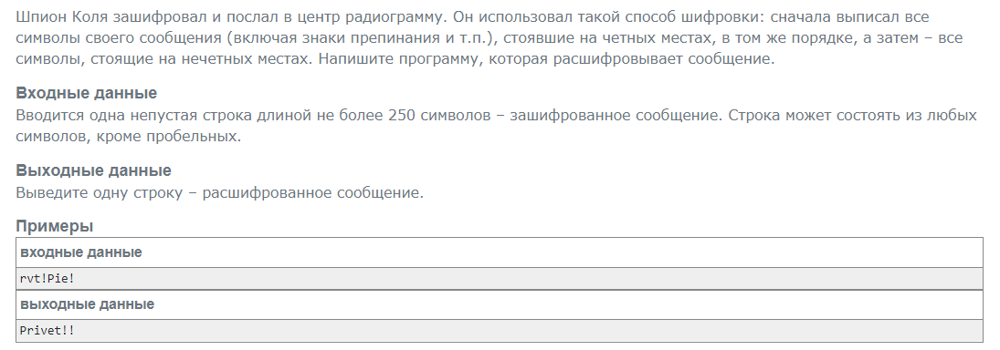 Шпион Коля зашифровал и послал в центр радиограмму. Он использовал такой способ шифровки: сначала выписал все
символы своего сообщения (включая знаки препинания и т.п.), стоявшие на четных местах, в том же порядке, а затем – все
символы, стоящие на нечетных местах. Напишите программу, которая расшифровывает сообщение.
Входные данные
Вводится одна непустая строка длиной не более 250 символов – зашифрованное сообщение. Строка может состоять из любых
символов, кроме пробельных.
Выходные данные
Выведите одну строку – расшифрованное сообщение.
Примеры
входные данные
rvt!Pie!
выходные данные
Privet!!